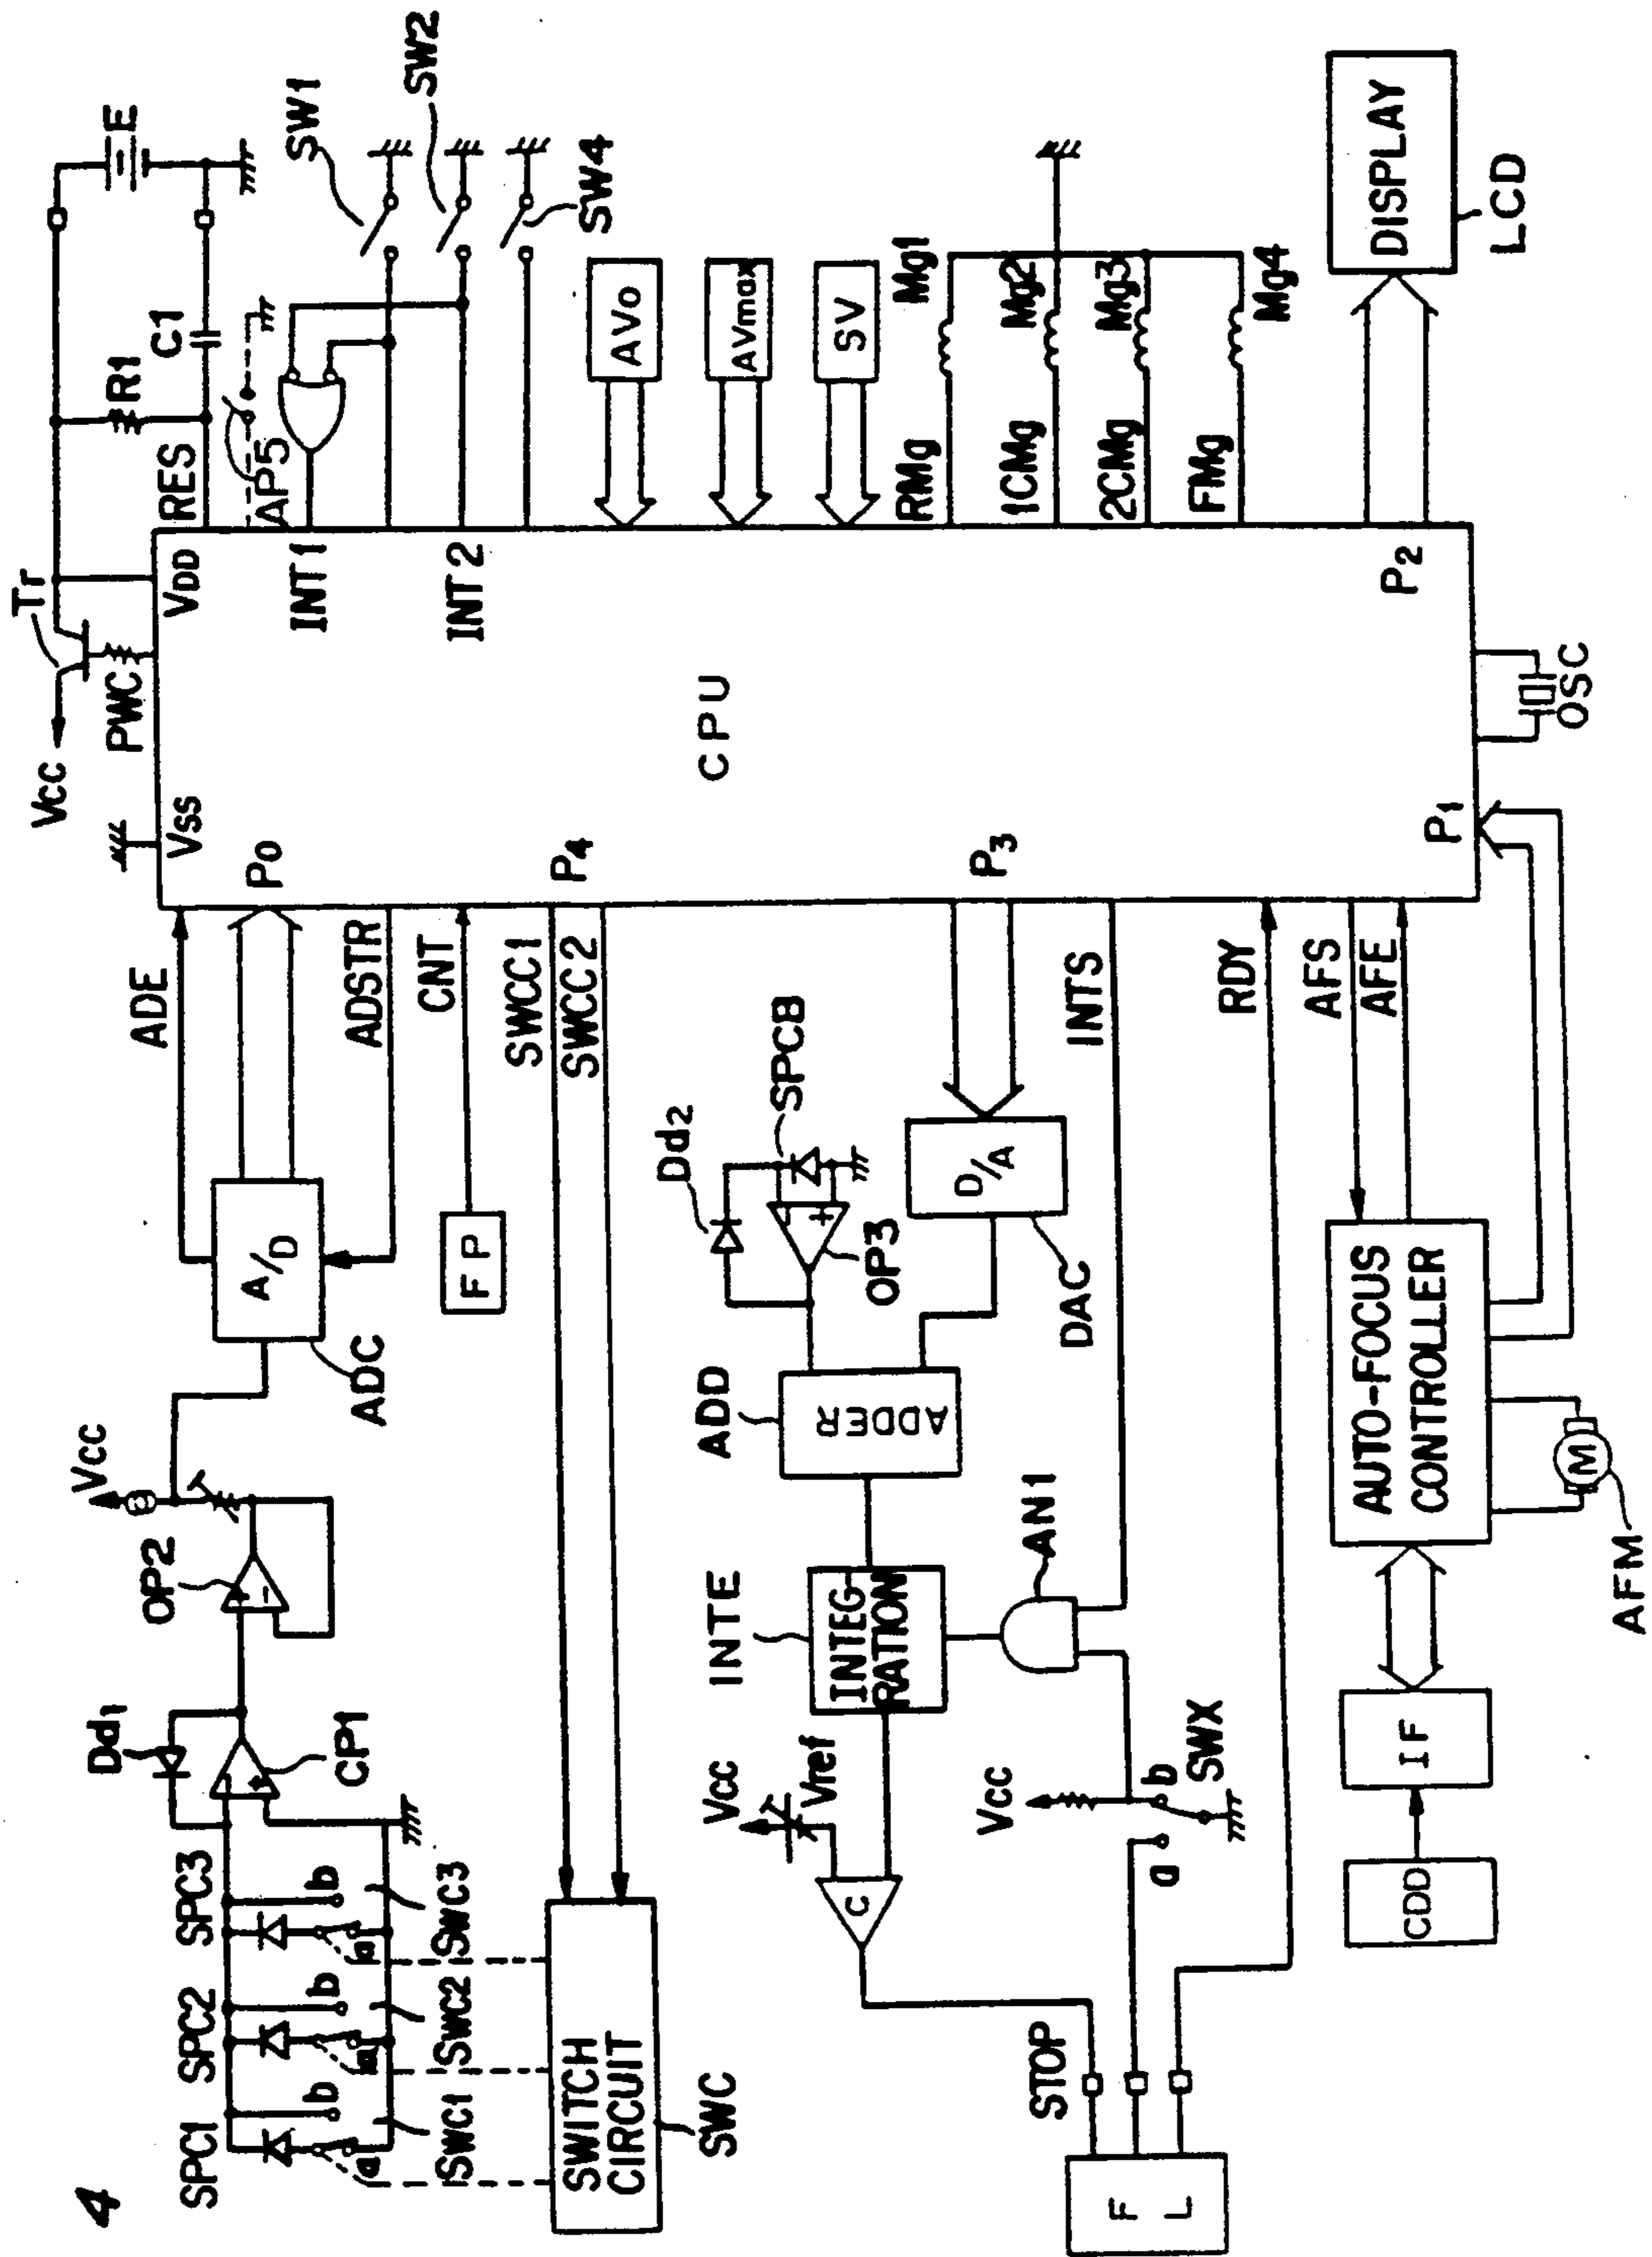 4
SPC1
SPC2
SPC3
b
b
b
a
a
a
SWC1
SWC2
SWC3
Dd1
CP1
OP2
VCC
A/D
ADC
ADE
ADSTR
CNT
FP
SWCC1
SWCC2
SWITCH
CIRCUIT
SWC
VCC
PWC
Tr
VSS
VDD
P0
P4
P3
P1
P2
CPU
RES
R1
C1
E
AP5
INT1
INT2
SW1
SW2
SW4
AVo
AVmax
SV
RMg
Mg1
1CMg
Mg2
2CMg
Mg3
FMg
Mg4
DISPLAY
LCD
OSC
Dd2
SPCB
OP3
D/A
DAC
ADD
ADDER
INTE
INTEG-
RATION
AN1
INTS
VCC
Vref
C
VCC
a
b
SWX
STOP
RDY
F
L
AFS
AFE
AUTO-FOCUS
CONTROLLER
M
AFM
IF
CDD